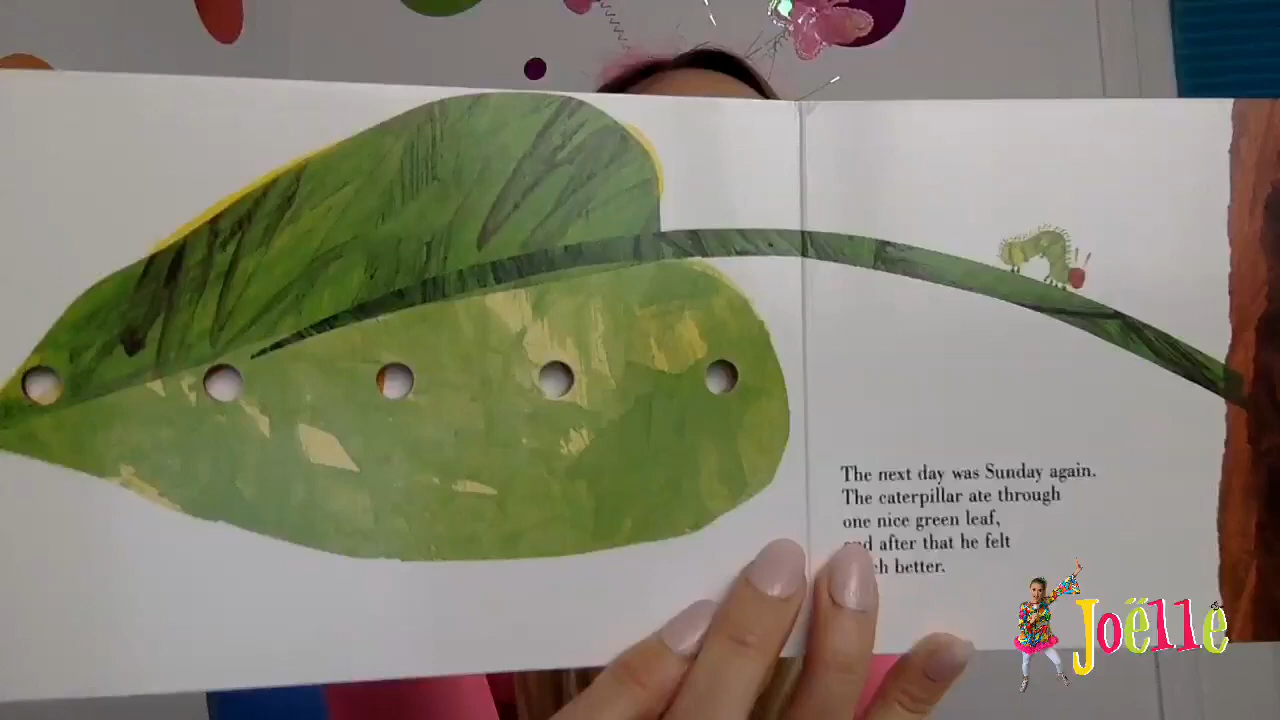 The next day was Sunday again.
The caterpillar ate through
one nice green leaf,
and after that he felt
better.
Joëlle